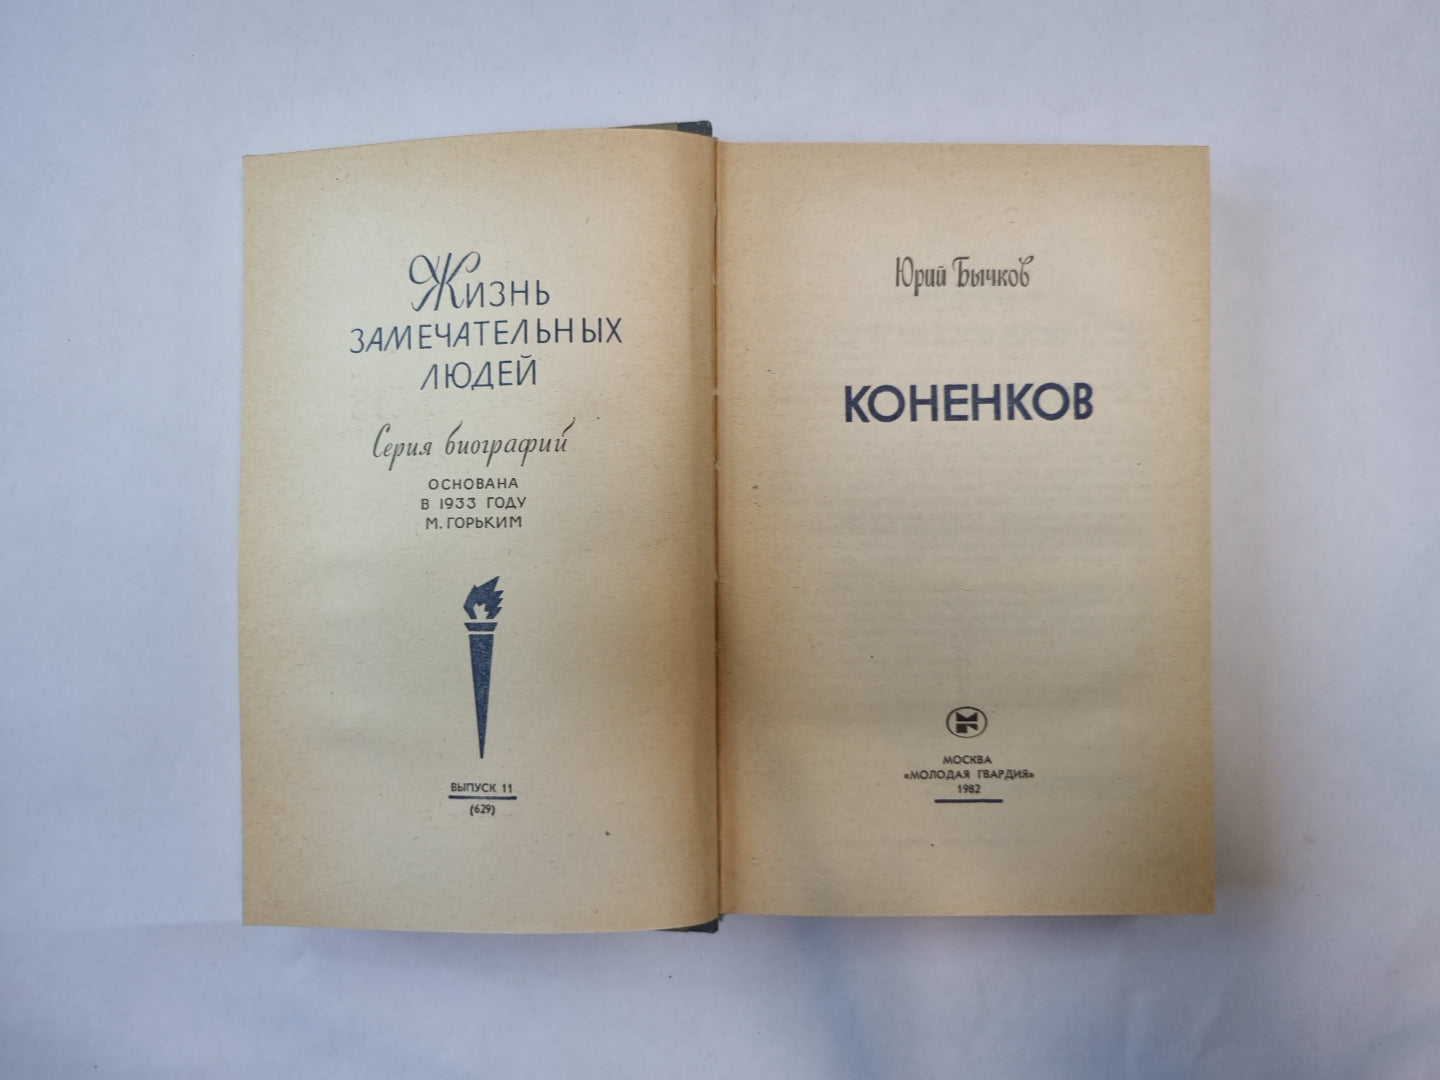 Жизнь
замечательных
людей
Серия биографий
ОСНОВАНА
В 1933 ГОДУ
М. ГОРЬКИМ
ВЫПУСК 11
(629)
Юрий Бычков
КОНЕНКОВ
МОСКВА
«МОЛОДАЯ ГВАРДИЯ»
1982